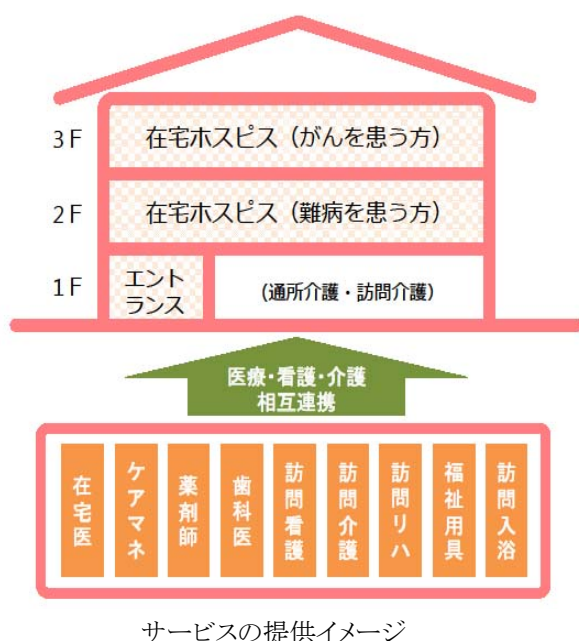 3F
在宅ホスピス（がんを患う方）
2F
在宅ホスピス（難病を患う方）
1F
エント
ランス
(通所介護・訪問介護)
医療・看護・介護
相互連携
在宅医
ケアマネ
薬剤師
歯科医
訪問看護
訪問介護
訪問リハ
福祉用具
訪問入浴
サービスの提供イメージ